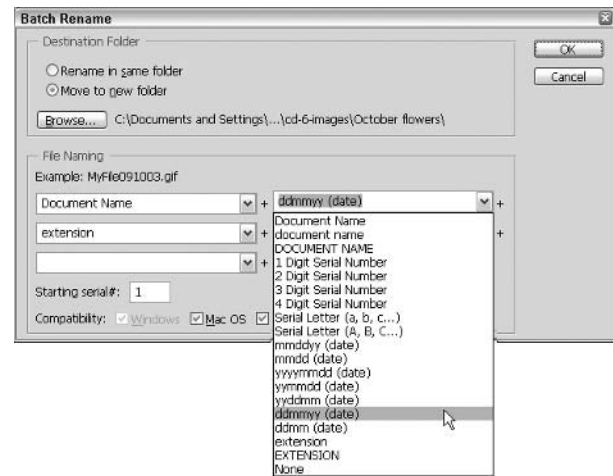 Batch Rename
Destination Folder
Rename in same folder
Move to new folder
Browse... C:\Documents and Settings\...\cd-6-images\October flowers\
OK
Cancel
File Naming
Example: MyFile091003.gif
Document Name + ddmmyy (date) +
extension + +
+
Starting serial#: 1
Compatibility: Windows Mac OS
Document Name
document name
DOCUMENT NAME
1 Digit Serial Number
2 Digit Serial Number
3 Digit Serial Number
4 Digit Serial Number
Serial Letter (a, b, c...)
Serial Letter (A, B, C...)
mmddyy (date)
mmdd (date)
yyyymmdd (date)
yymmdd (date)
yyddmm (date)
ddmmyy (date)
ddmm (date)
extension
EXTENSION
None